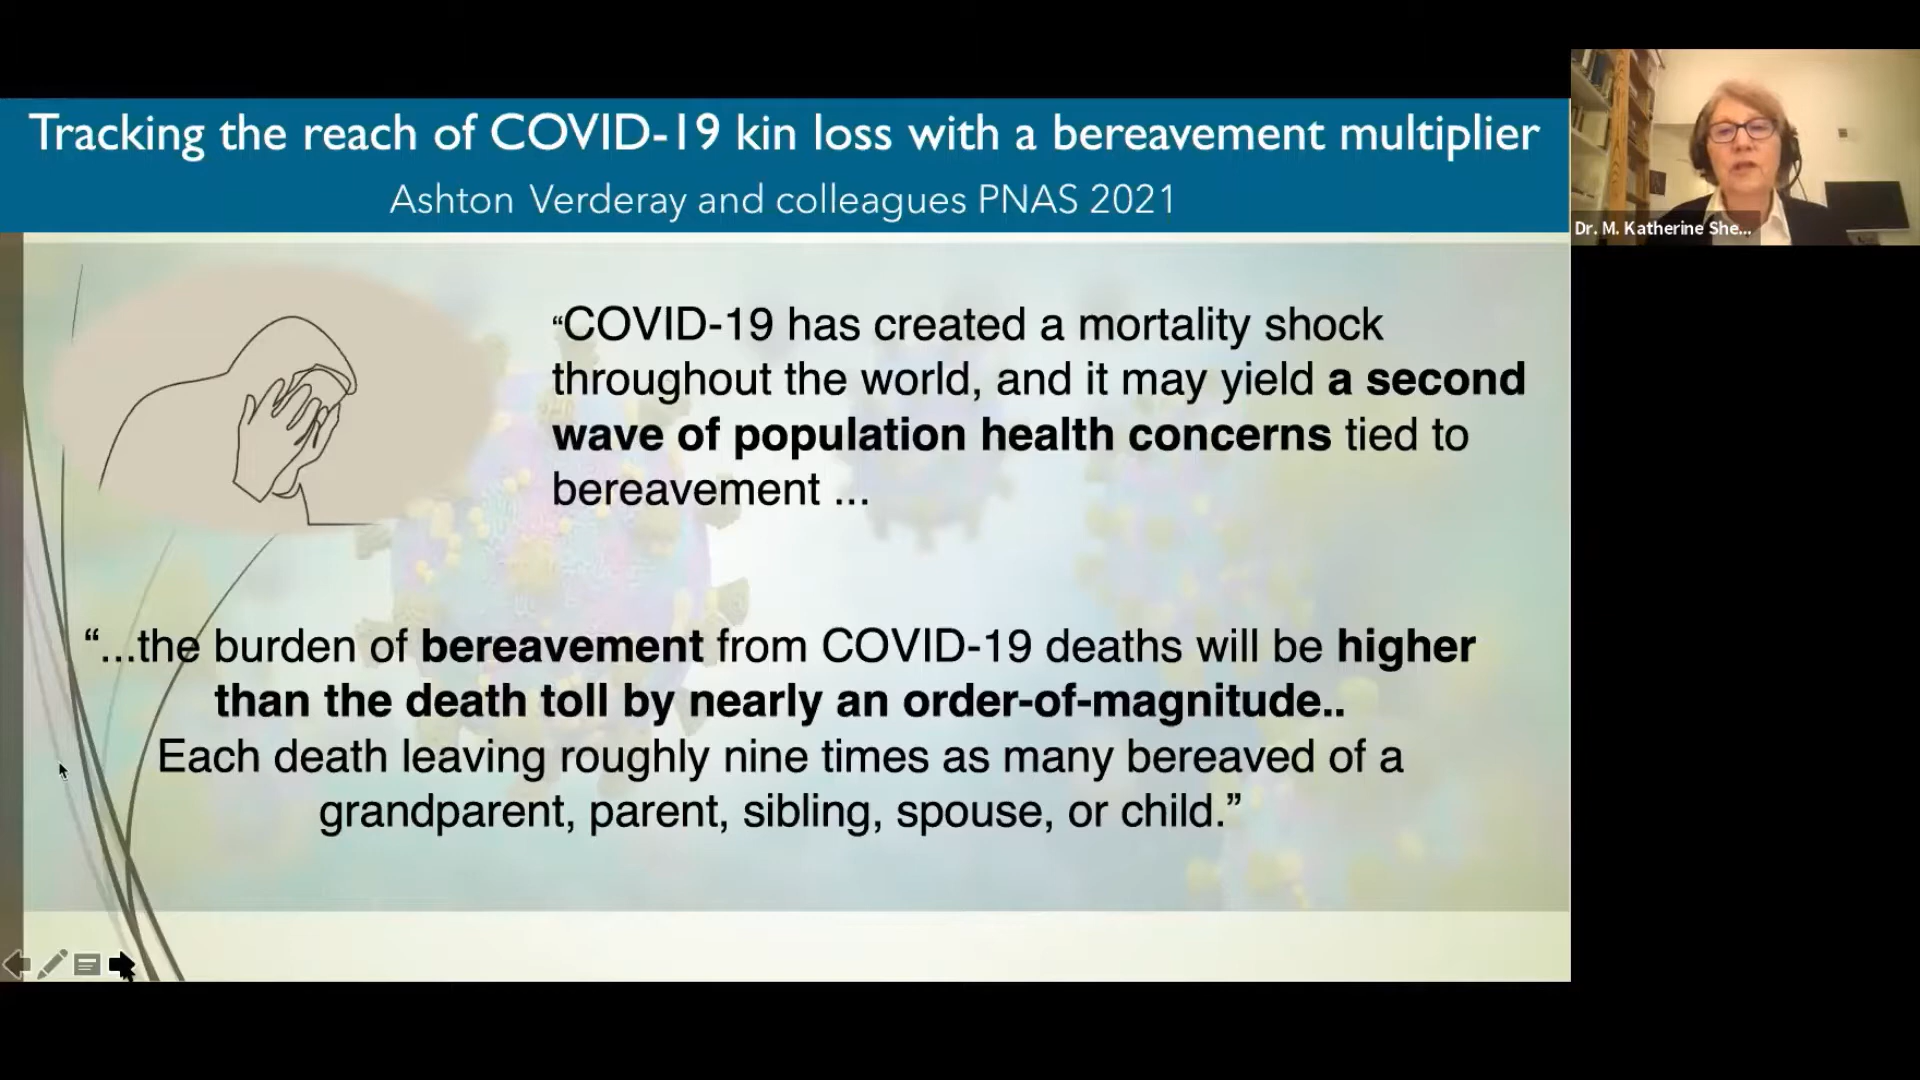 Tracking the reach of COVID-19 kin loss with a bereavement multiplier
Ashton Verderay and colleagues PNAS 2021
Dr. M. Katherine She...
“COVID-19 has created a mortality shock
throughout the world, and it may yield a second
wave of population health concerns tied to
bereavement ...
“...the burden of bereavement from COVID-19 deaths will be higher
than the death toll by nearly an order-of-magnitude..
Each death leaving roughly nine times as many bereaved of a
grandparent, parent, sibling, spouse, or child.”